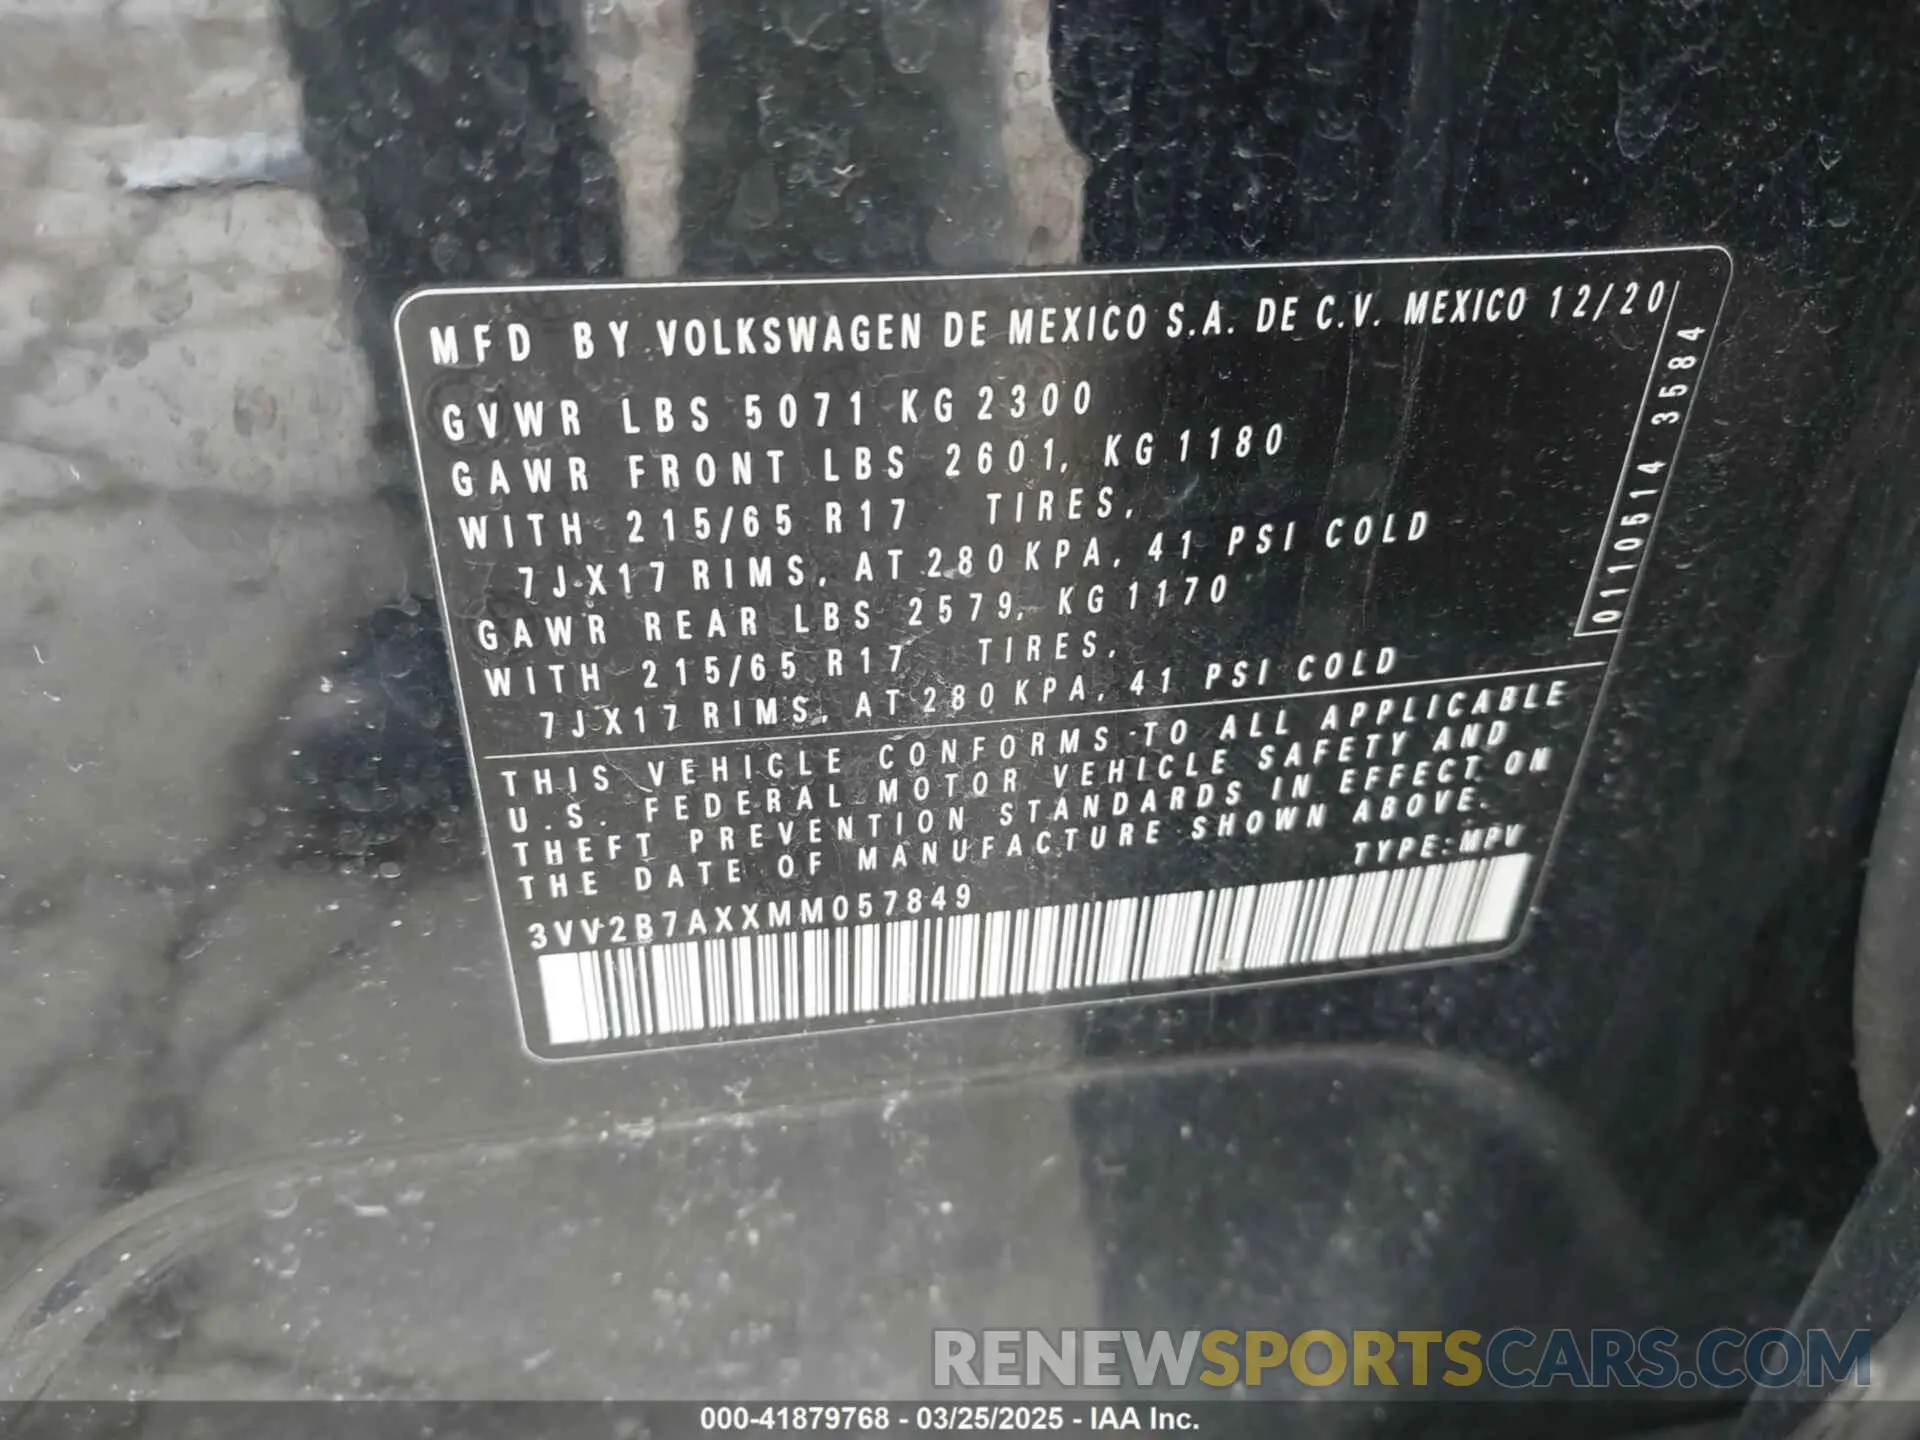 MFD BY VOLKSWAGEN DE MEXICO S.A. DE C.V. MEXICO 12/20
GVWR LBS 5071 KG 2300
GAWR FRONT LBS 2601, KG 1180
WITH 215/65 R17 TIRES,
7J X17 RIMS, AT 280 KPA, 41 PSI COLD
GAWR REAR LBS 2579, KG 1170
WITH 215/65 R17 TIRES,
7J X17 RIMS, AT 280 KPA, 41 PSI COLD
0110514 3584
THIS VEHICLE CONFORMS TO ALL APPLICABLE
U.S. FEDERAL MOTOR VEHICLE SAFETY AND
THEFT PREVENTION STANDARDS IN EFFECT ON
THE DATE OF MANUFACTURE SHOWN ABOVE.
3VV2B7AXXMM057849 TYPE:MPV
RENEWSPORTSCARS.COM
000-41879768 - 03/25/2025 - IAA Inc.